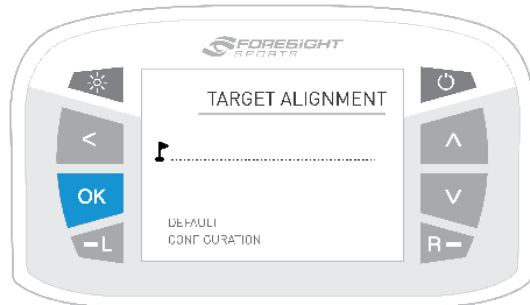 FORESIGHT
SPORTS
TARGET ALIGNMENT
<
OK
-L
DEFAULT
CONFIGURATION
R-